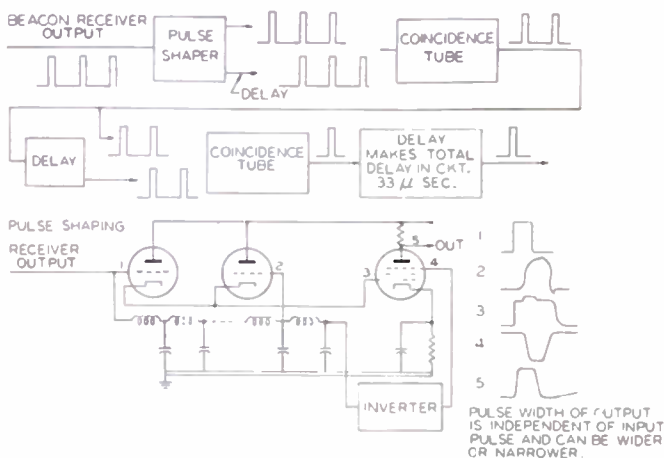 BEACON RECEIVER
OUTPUT
PULSE
SHAPER
DELAY
COINCIDENCE
TUBE
DELAY
COINCIDENCE
TUBE
DELAY
MAKES TOTAL
DELAY IN CKT.
33 μ SEC.
PULSE SHAPING
RECEIVER
OUTPUT
1
2
3
4
5
OUT
INVERTER
1
2
3
4
5
PULSE WIDTH OF OUTPUT
IS INDEPENDENT OF INPUT
PULSE AND CAN BE WIDER
OR NARROWER.